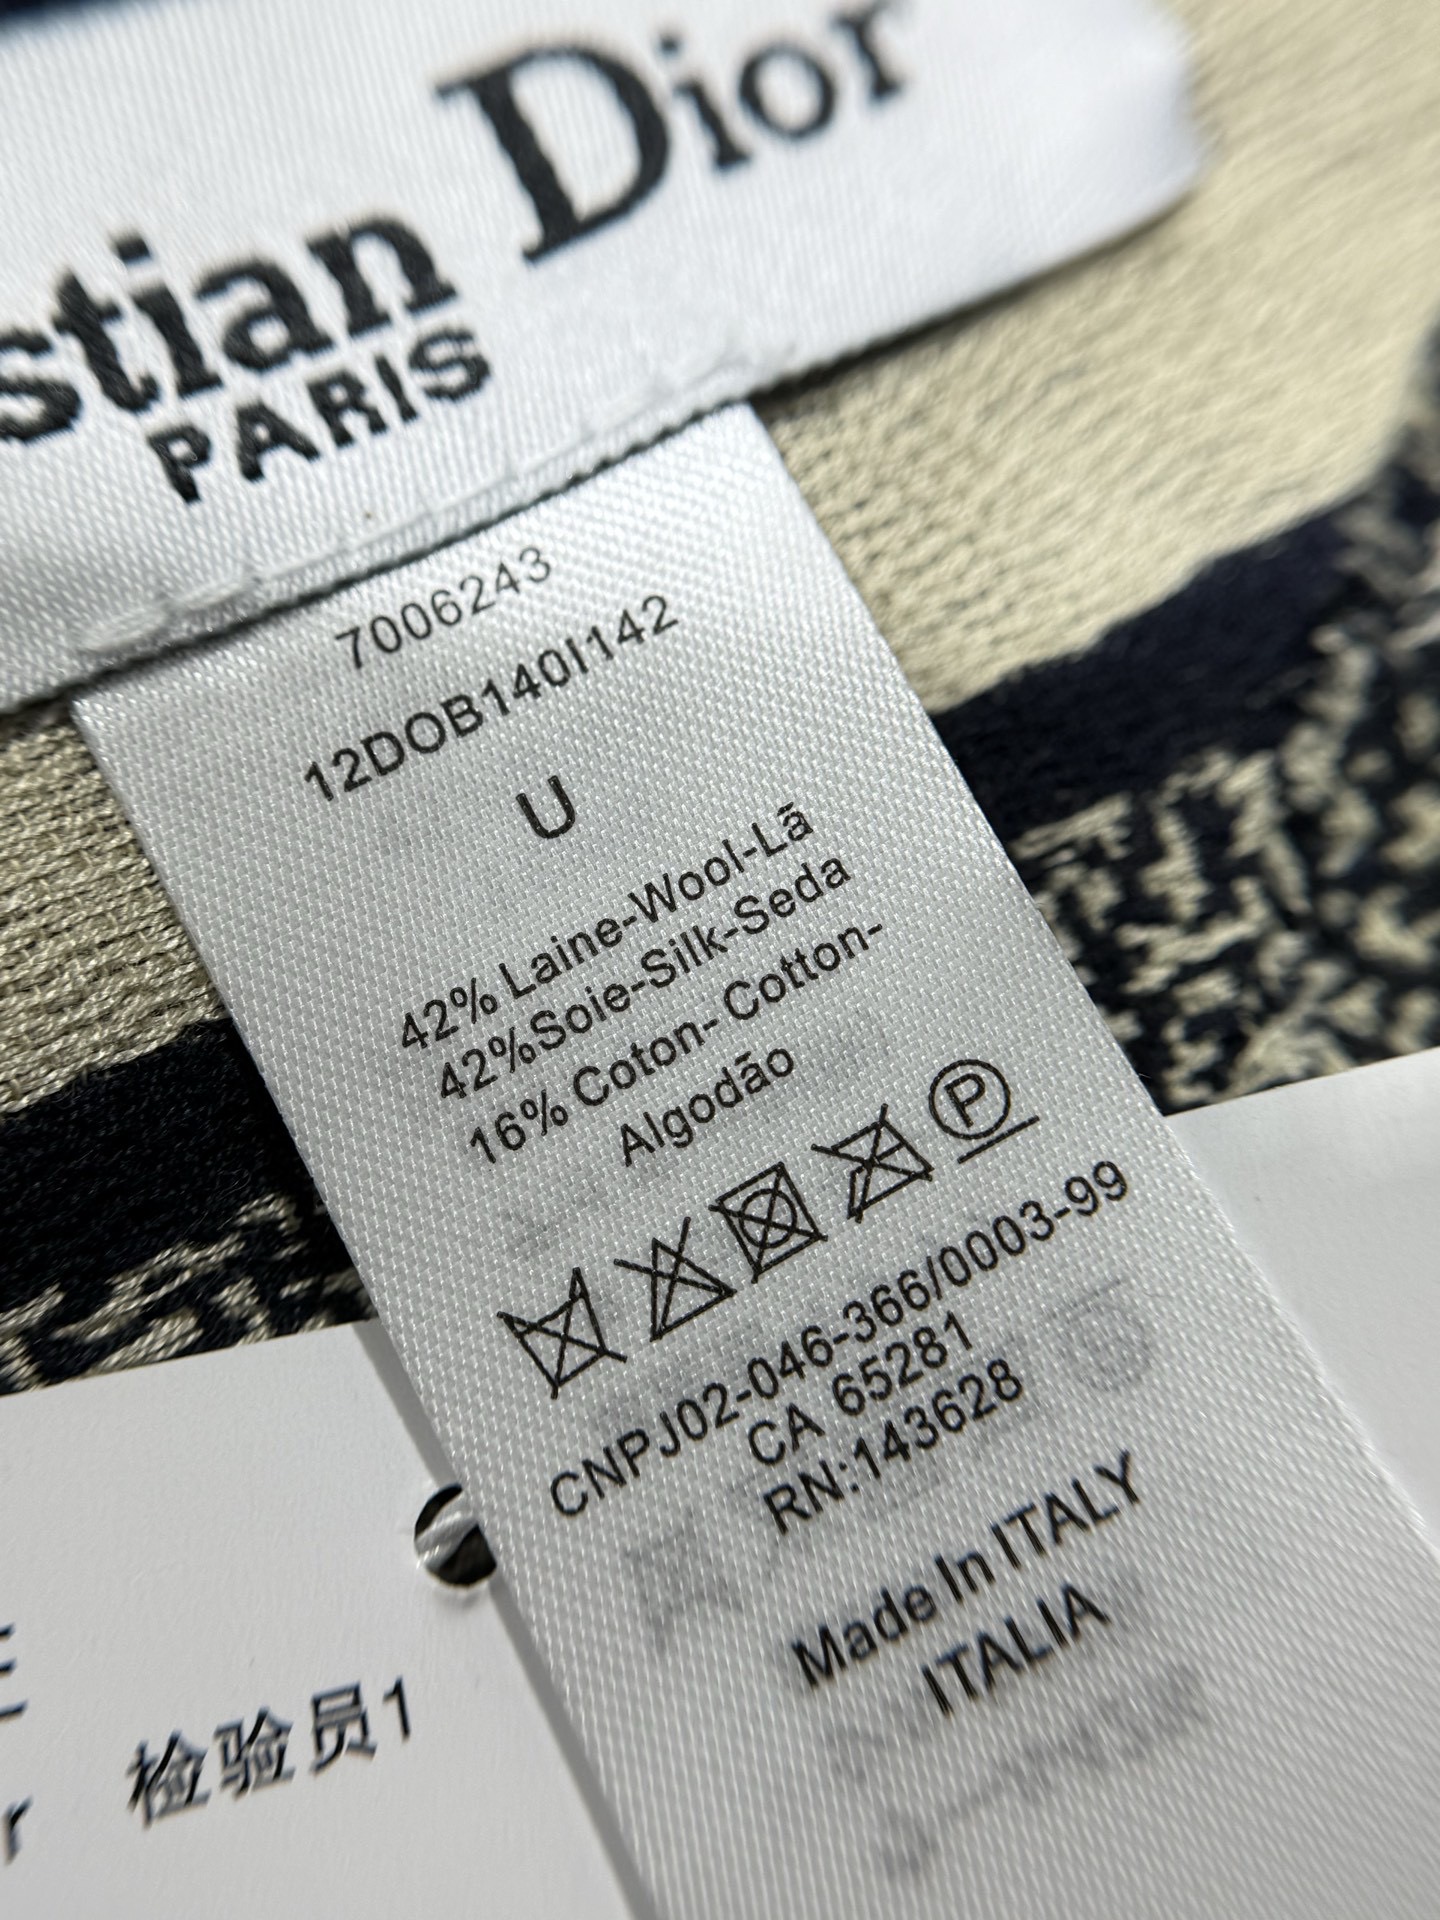 stian Dior
PARIS
7006243
12DOB140I142
U
42% Laine-Wool-Lã
42%Soie-Silk-Seda
16% Coton- Cotton-
Algodão
P
CNPJ02-046-366/0003-99
CA 65281
RN:143628
Made In ITALY
ITALIA
检验员1
r